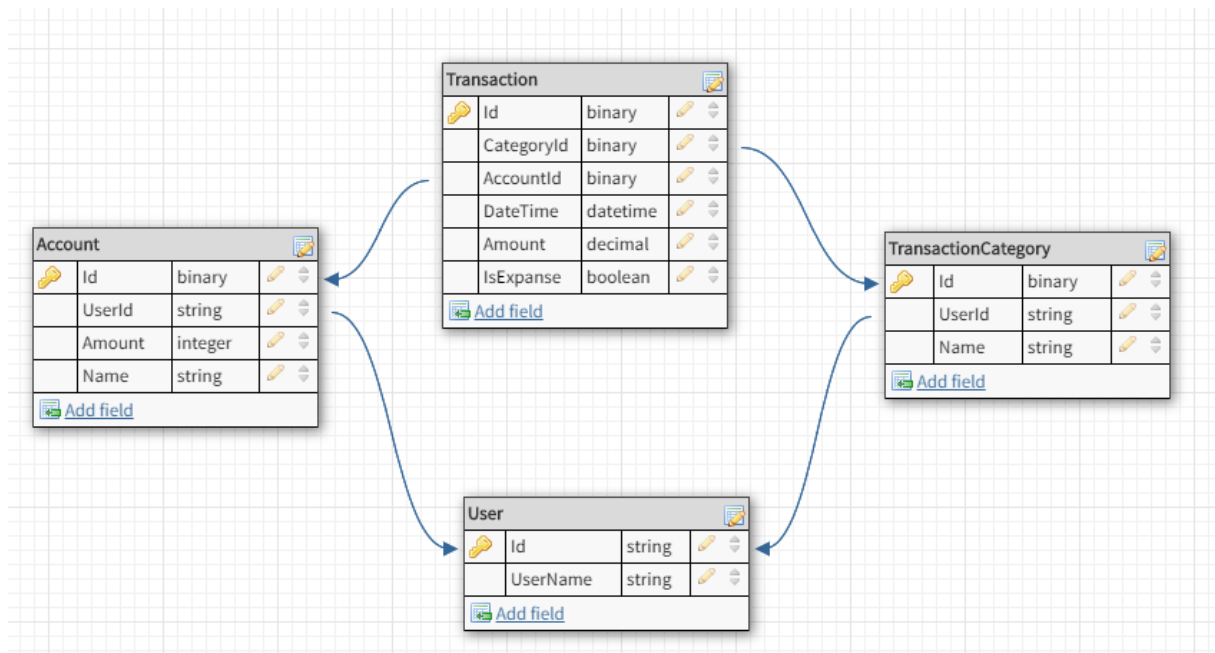 Transaction
Id binary
CategoryId binary
AccountId binary
DateTime datetime
Amount decimal
IsExpanse boolean
Add field
Account
Id binary
UserId string
Amount integer
Name string
Add field
TransactionCategory
Id binary
UserId string
Name string
Add field
User
Id string
UserName string
Add field